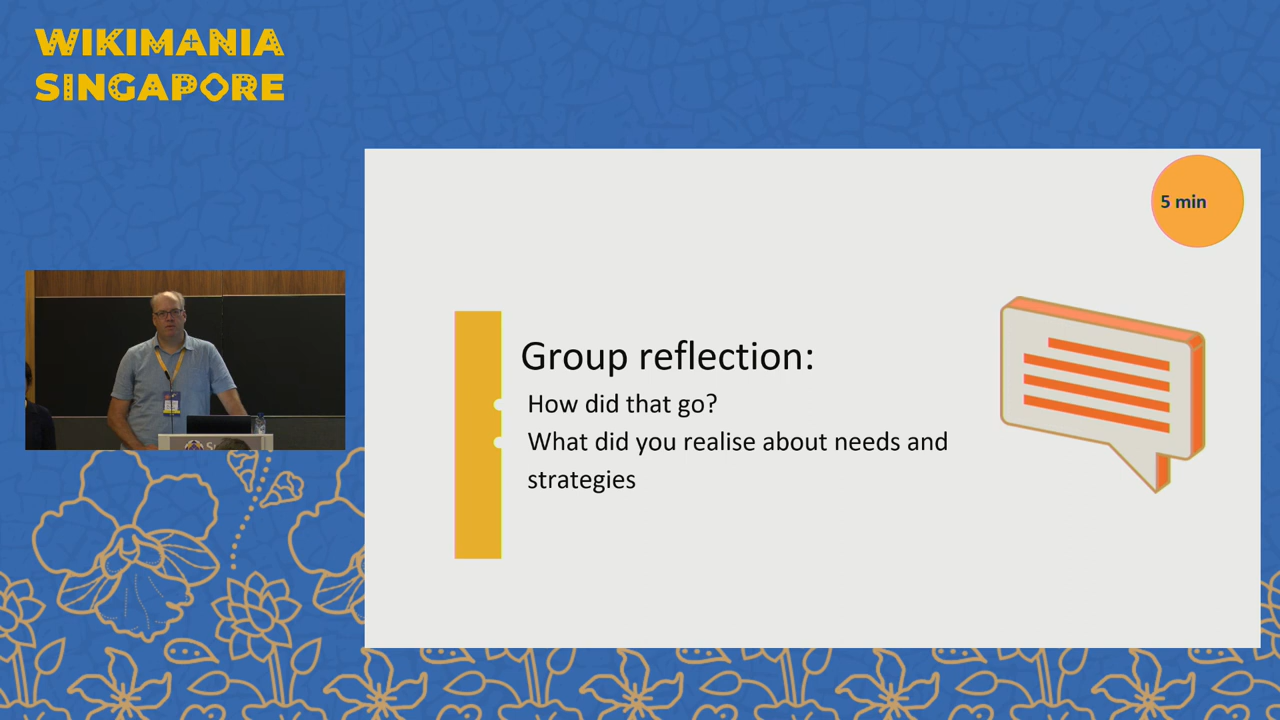 WIKIMANIA
SINGAPORE
5 min
Group reflection:
How did that go?
What did you realise about needs and
strategies